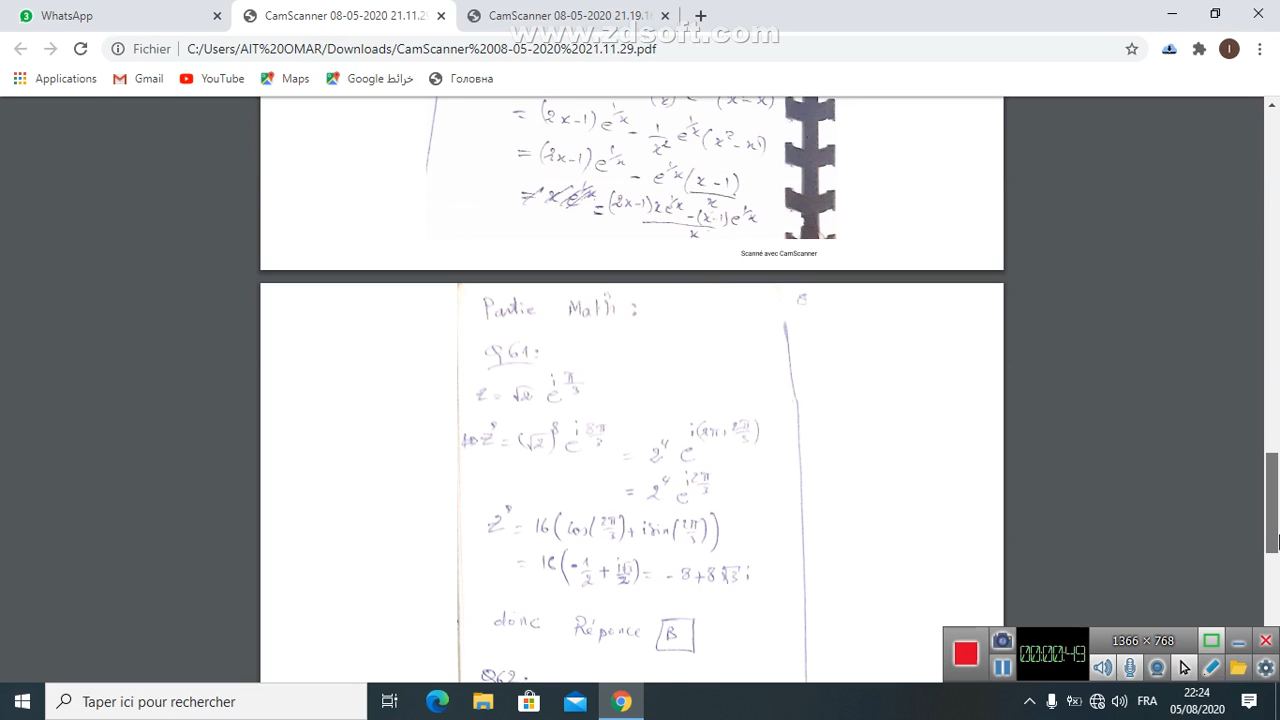 WhatsApp
CamScanner 08-05-2020 21.11.29
CamScanner 08-05-2020 21.19.1
www.zdsoft.com
Fichier
C:/Users/AIT%20OMAR/Downloads/CamScanner%2008-05-2020%2021.11.29.pdf
I
Applications
Gmail
YouTube
Maps
خرائط Google
Головна
= (2x-1) e^{1/x} - 1/x² e^{1/x} (x² - x)
= (2x-1) e^{1/x} - e^{1/x} (x-1)/x
= ((2x-1) x e^{1/x} - (x-1) e^{1/x})/x
Scanné avec CamScanner
Partie Math :
Q61:
Z = √2 e^{iπ/3}
Z⁸ = (√2)⁸ e^{i8π/3} = 2⁴ e^{i(2π+2π/3)}
= 2⁴ e^{i2π/3}
Z⁸ = 16 (cos(2π/3) + i sin(2π/3))
= 16 (-1/2 + i√3/2) = -8+8√3 i
donc Réponce B
Q62:
00:00:49
1366 × 768
Taper ici pour rechercher
FRA
22:24
05/08/2020